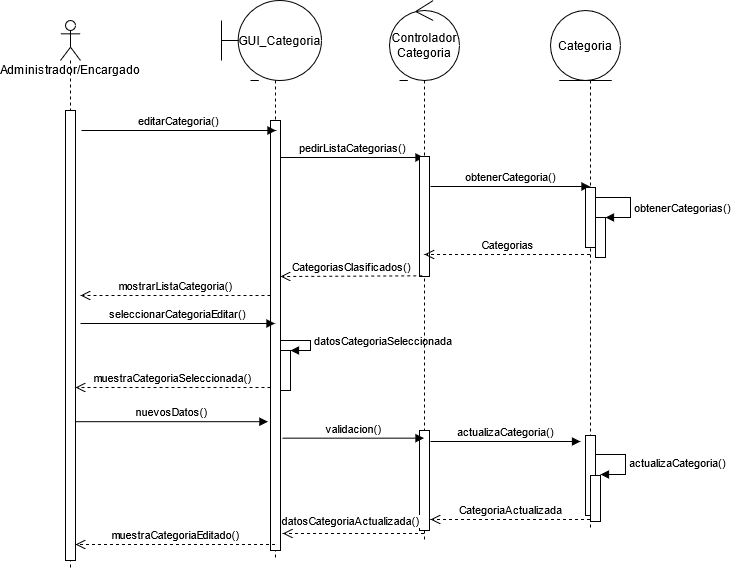 GUI_Categoria
Controlador
Categoria
Categoria
Administrador/Encargado
editarCategoria()
pedirListaCategorias()
obtenerCategoria()
obtenerCategorias()
Categorias
CategoriasClasificados()
mostrarListaCategoria()
seleccionarCategoriaEditar()
datosCategoriaSeleccionada
muestraCategoriaSeleccionada()
nuevosDatos()
validacion()
actualizaCategoria()
actualizaCategoria()
CategoriaActualizada
datosCategoriaActualizada()
muestraCategoriaEditado()